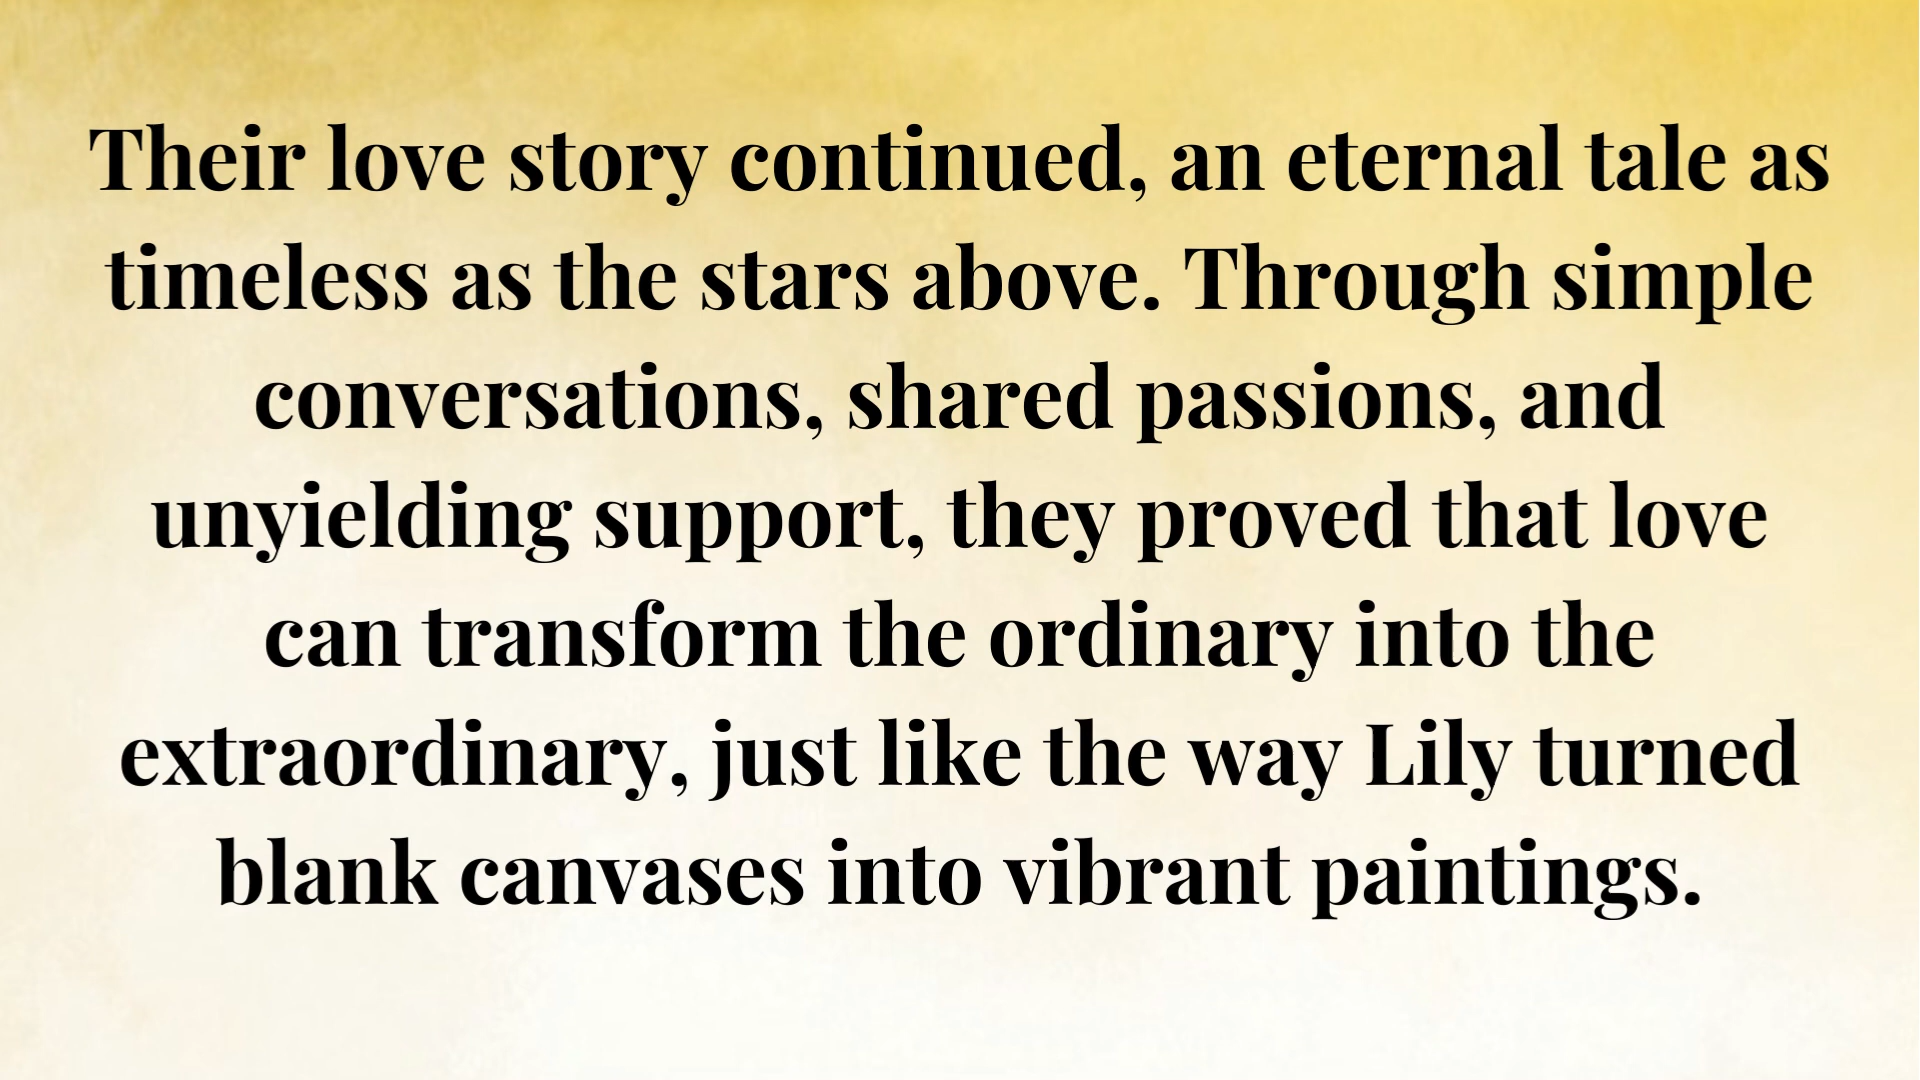 Their love story continued, an eternal tale as
timeless as the stars above. Through simple
conversations, shared passions, and
unyielding support, they proved that love
can transform the ordinary into the
extraordinary, just like the way Lily turned
blank canvases into vibrant paintings.